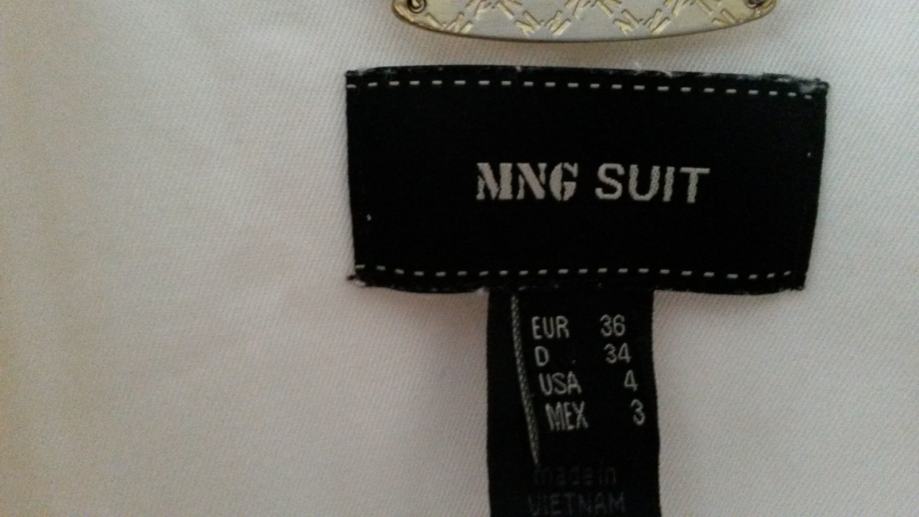 MNG SUIT
EUR 36
D 34
USA 4
MEX 3
made in
VIETNAM